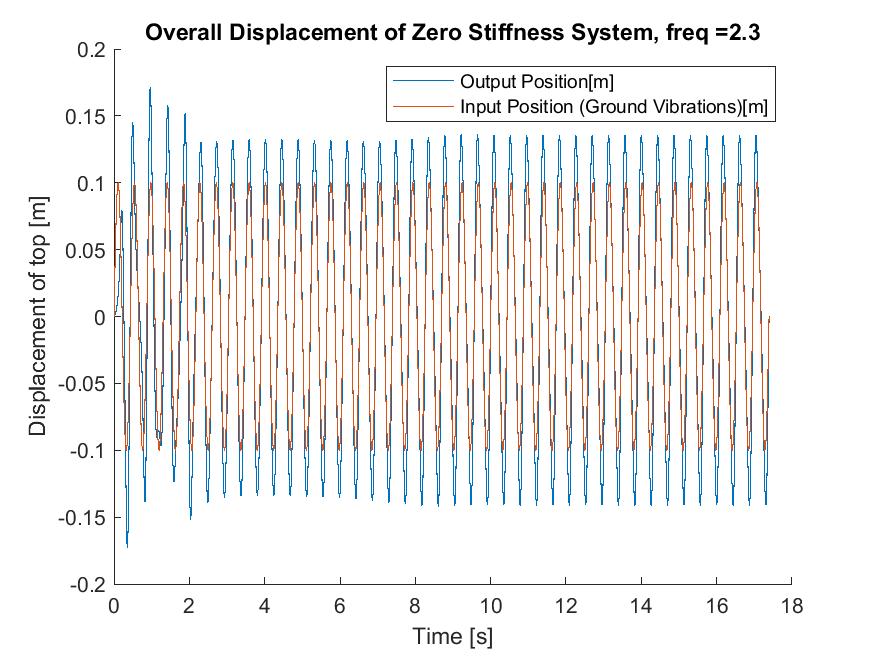 Overall Displacement of Zero Stiffness System, freq =2.3
Output Position[m]
Input Position (Ground Vibrations)[m]
Displacement of top [m]
0.2
0.15
0.1
0.05
0
-0.05
-0.1
-0.15
-0.2
0 2 4 6 8 10 12 14 16 18
Time [s]